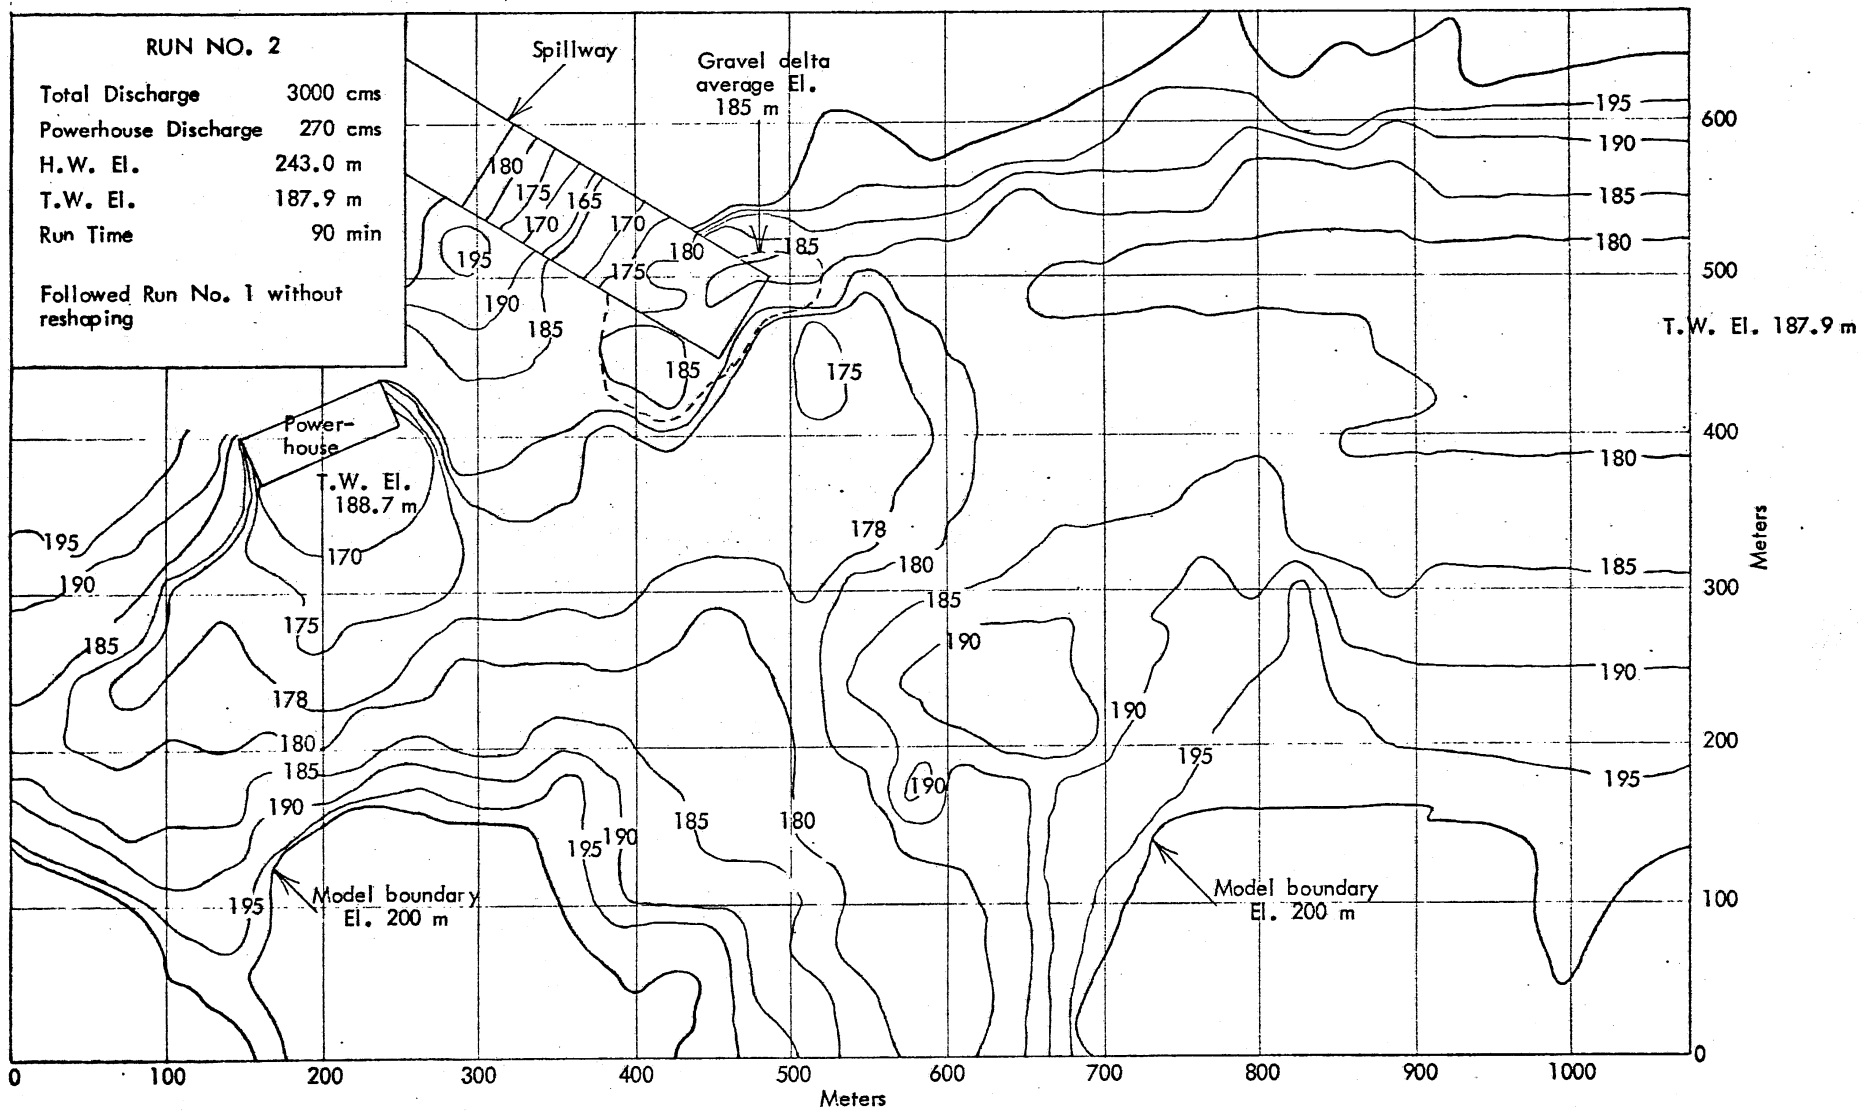 RUN NO. 2
Total Discharge 3000 cms
Powerhouse Discharge 270 cms
H.W. El. 243.0 m
T.W. El. 187.9 m
Run Time 90 min
Followed Run No. 1 without
reshaping
Spillway
Gravel delta
average El.
185 m
195
600
190
180
175
165
185
170
170
180
185
180
195
175
500
190
185
T.W. El. 187.9 m
185
175
Power-
house
400
180
T.W. El.
188.7 m
178
195
170
180
185
190
185
300
175
190
185
190
178
190
180
195
200
185
195
190
190
185
180
190
195
Model boundary
El. 200 m
195
Model boundary
El. 200 m
100
Meters
0
0 100 200 300 400 500 600 700 800 900 1000
Meters